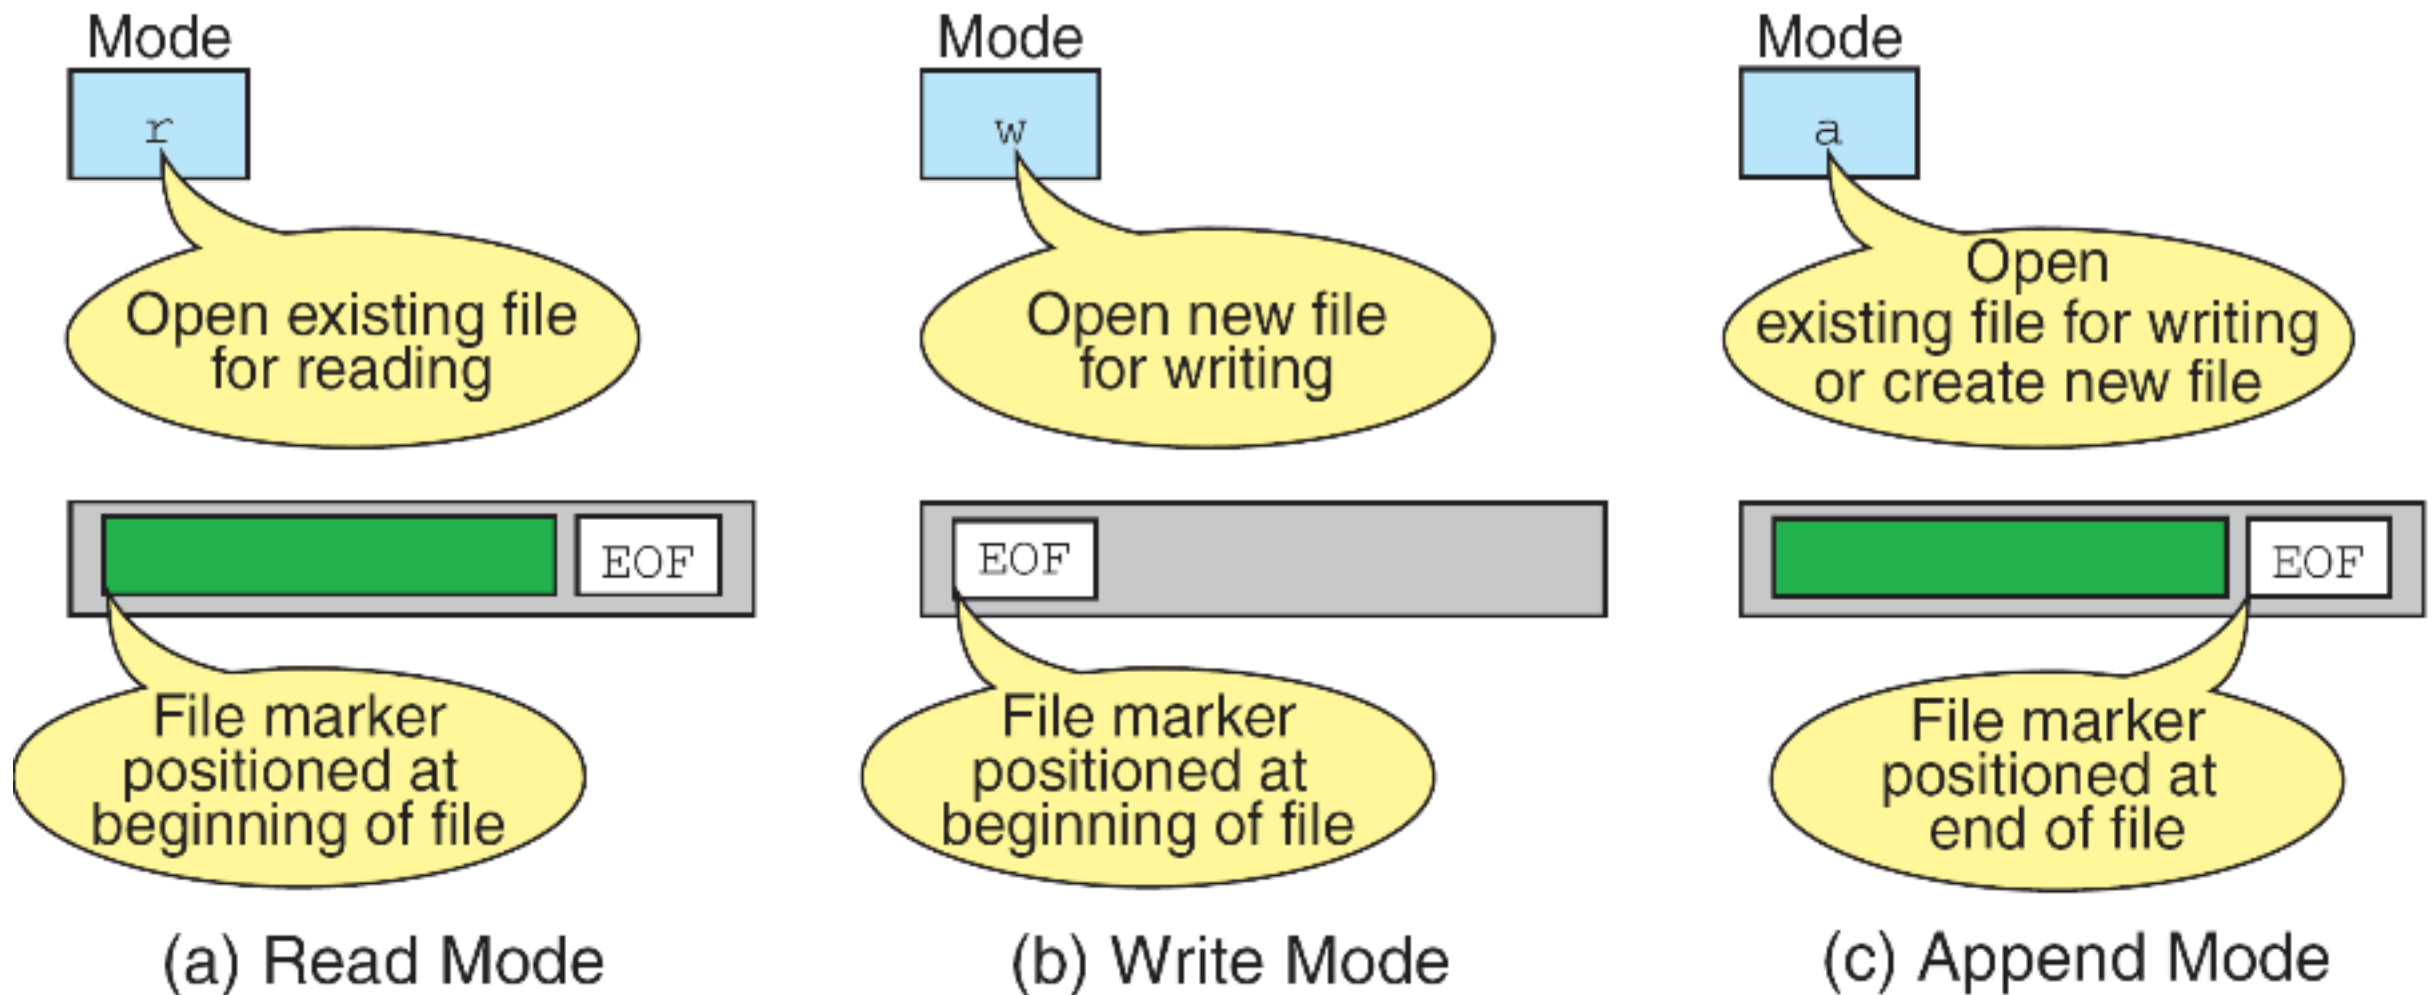 Mode
r
Open existing file
for reading
EOF
File marker
positioned at
beginning of file
(a) Read Mode
Mode
w
Open new file
for writing
EOF
File marker
positioned at
beginning of file
(b) Write Mode
Mode
a
Open
existing file for writing
or create new file
EOF
File marker
positioned at
end of file
(c) Append Mode